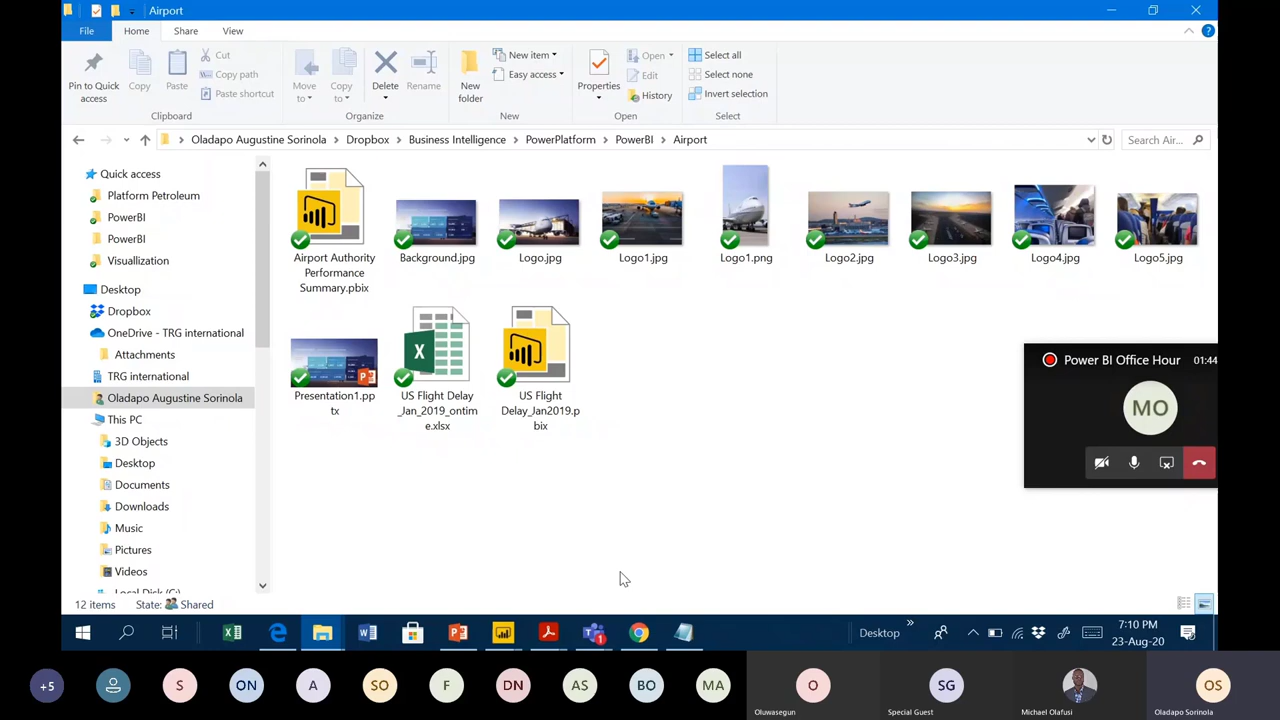 Airport
File
Home
Share
View
Pin to Quick access
Copy
Paste
Cut
Copy path
Paste shortcut
Clipboard
Move to
Copy to
Delete
Rename
Organize
New folder
New item
Easy access
New
Properties
Open
Edit
History
Open
Select all
Select none
Invert selection
Select
Oladapo Augustine Sorinola > Dropbox > Business Intelligence > PowerPlatform > PowerBI > Airport
Search Air...
Quick access
Platform Petroleum
PowerBI
PowerBI
Visuallization
Desktop
Dropbox
OneDrive - TRG international
Attachments
TRG international
Oladapo Augustine Sorinola
This PC
3D Objects
Desktop
Documents
Downloads
Music
Pictures
Videos
Local Disk (C:)
Airport Authority
Performance
Summary.pbix
Background.jpg
Logo.jpg
Logo1.jpg
Logo1.png
Logo2.jpg
Logo3.jpg
Logo4.jpg
Logo5.jpg
Presentation1.pp
tx
US Flight Delay
_Jan_2019_ontim
e.xlsx
US Flight
Delay_Jan2019.p
bix
Power BI Office Hour 01:44
MO
12 items State: Shared
Desktop
7:10 PM
23-Aug-20
+5
S
ON
A
SO
F
DN
AS
BO
MA
O
Oluwasegun
SG
Special Guest
Michael Olafusi
OS
Oladapo Sorinola